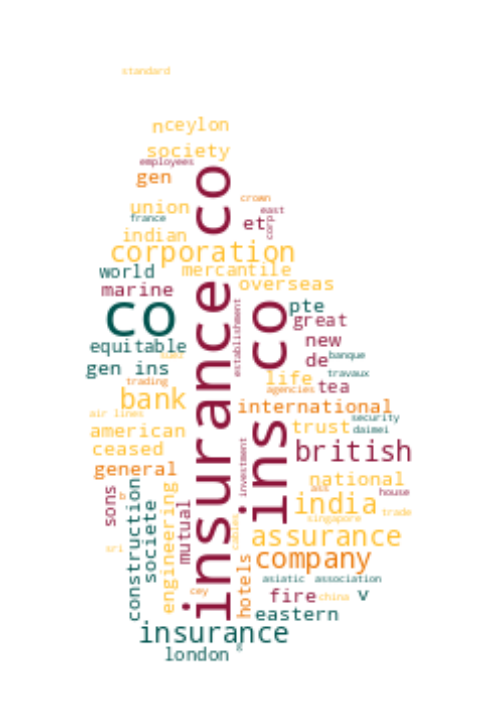 standard
n ceylon
society
employees
gen
insurance co
crown
union
east
france
et
corp
indian
corporation
world
mercantile
marine
overseas
co
ins co
pte
establishment
great
equitable
new
de
banque
gen ins
life
travaux
trading
agencies
tea
bank
international
air lines
security
american
trust
daimei
ceased
british
general
investment
national
sons
construction
societe
engineering
mutual
house
india
trade
singapore
cables
assurance
sri
company
hotels
asiatic
association
cey
fire
china
v
eastern
insurance
london